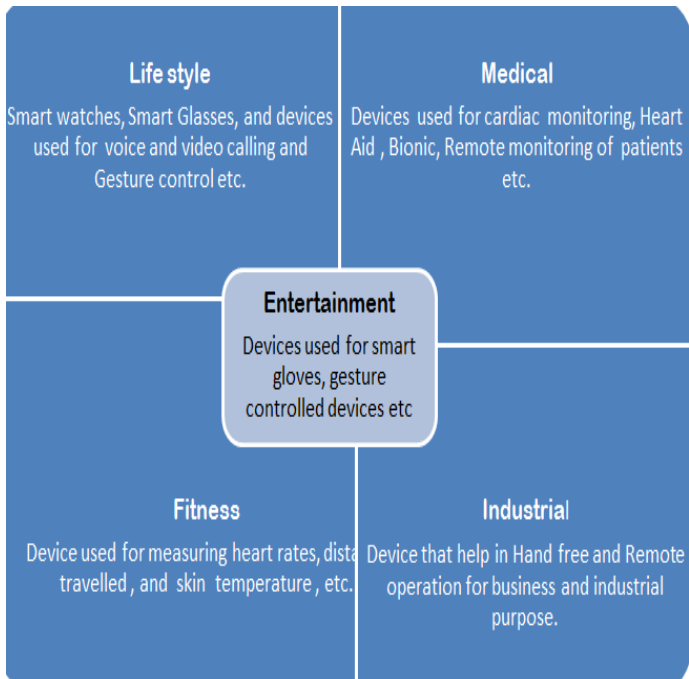 Life style
Smart watches, Smart Glasses, and devices
used for voice and video calling and
Gesture control etc.
Medical
Devices used for cardiac monitoring, Heart
Aid , Bionic, Remote monitoring of patients
etc.
Entertainment
Devices used for smart
gloves, gesture
controlled devices etc
Fitness
Device used for measuring heart rates,
travelled , and skin temperature , etc.
Industrial
Device that help in Hand free and Remote
operation for business and industrial
purpose.